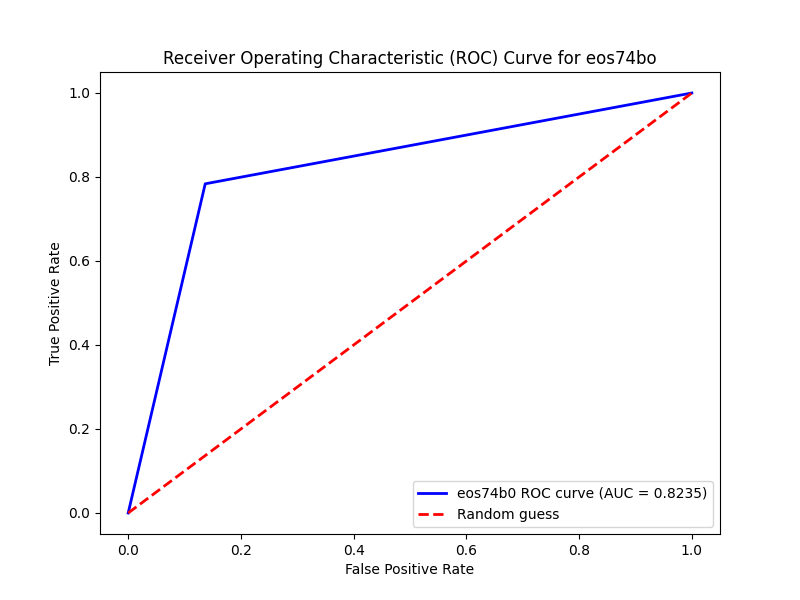 Receiver Operating Characteristic (ROC) Curve for eos74bo
1.0
0.8
0.6
0.4
0.2
0.0
True Positive Rate
eos74b0 ROC curve (AUC = 0.8235)
Random guess
0.0 0.2 0.4 0.6 0.8 1.0
False Positive Rate